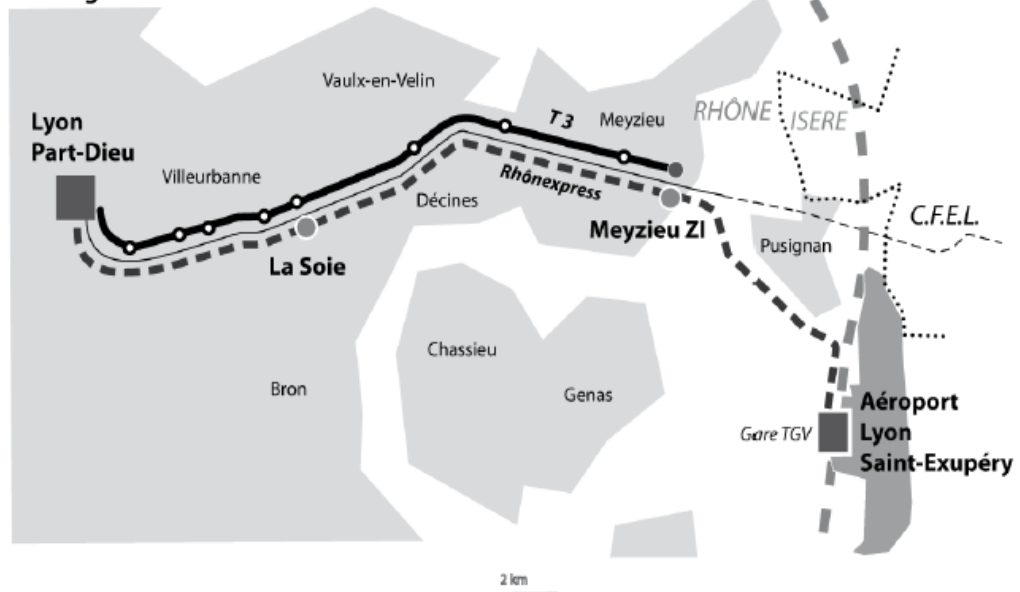 Vaulx-en-Velin
Lyon
Part-Dieu
T 3
Meyzieu
RHÔNE
ISERE
Villeurbanne
Rhônexpress
Décines
C.F.E.L.
Meyzieu ZI
Pusignan
La Soie
Chassieu
Bron
Genas
Aéroport
Gare TGV
Lyon
Saint-Exupéry
2 km